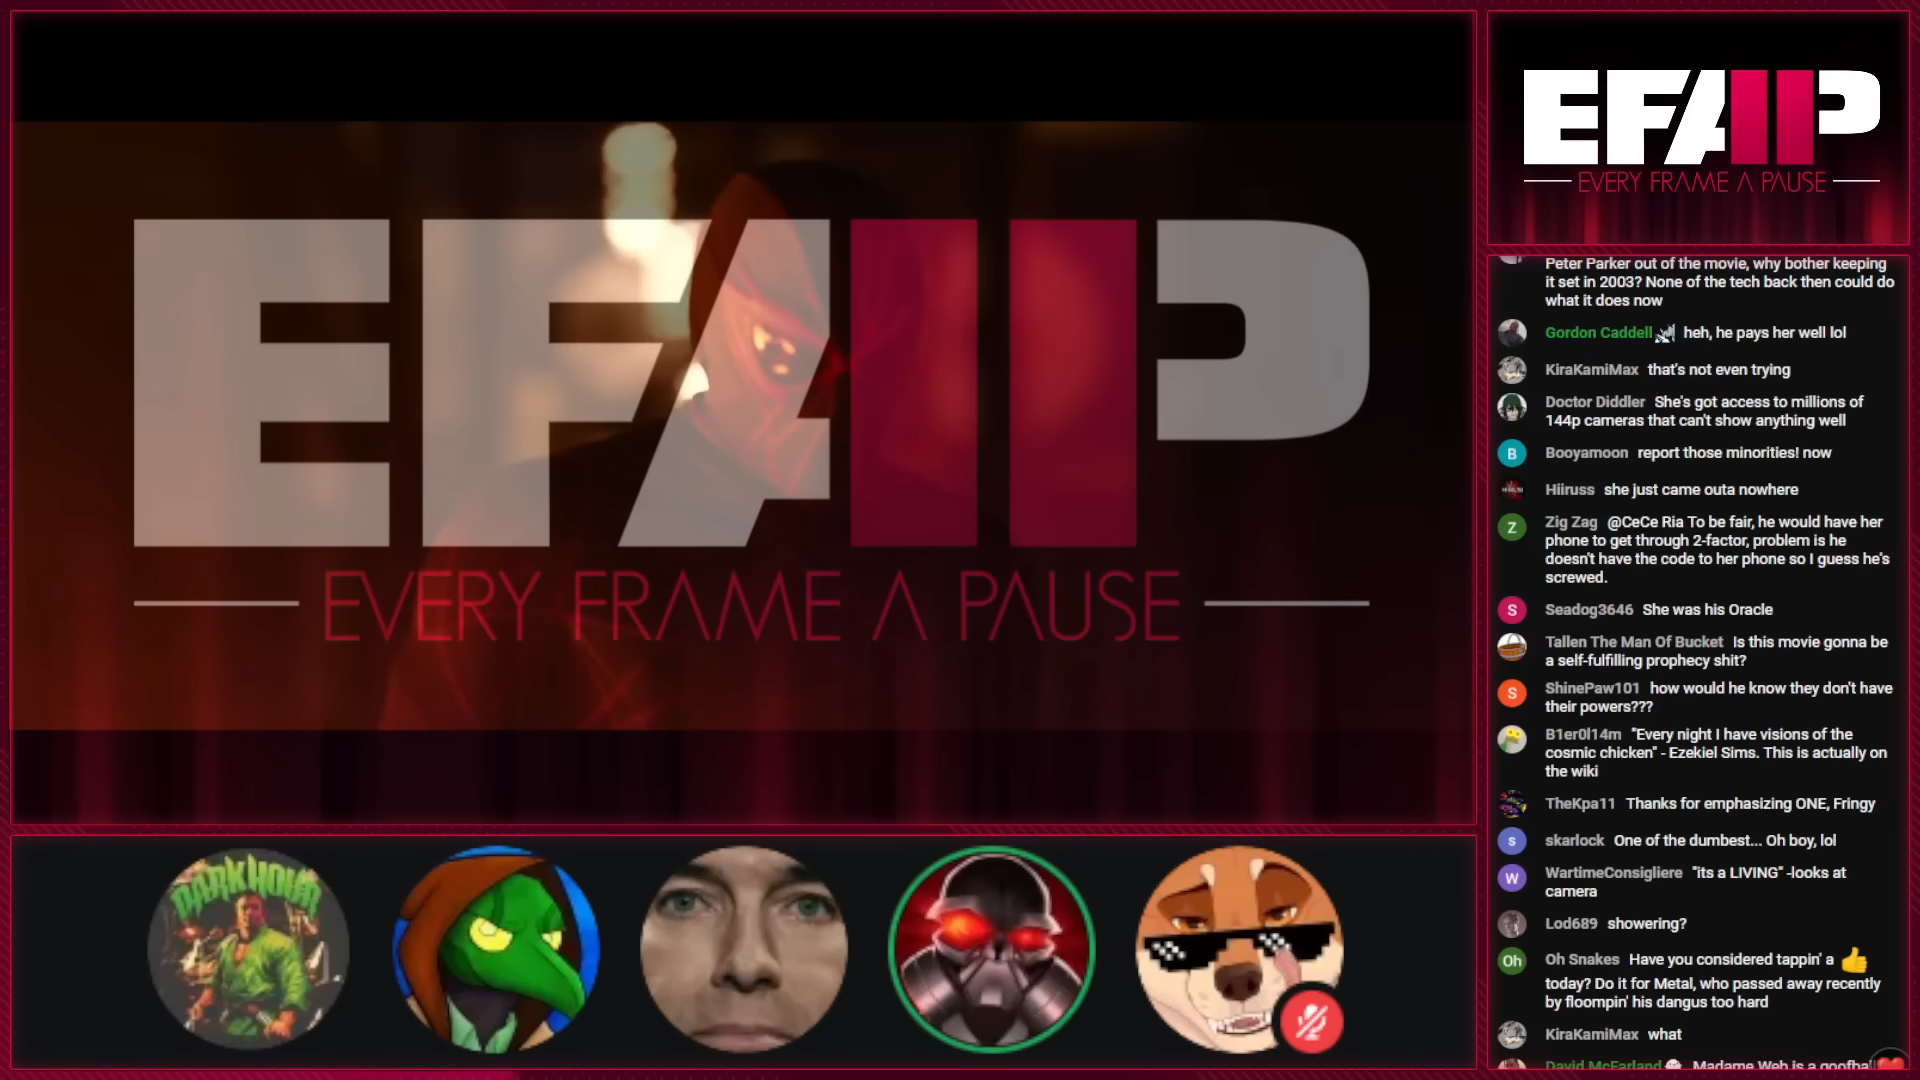 EFAP
EVERY FRAME A PAUSE
DARK HOUR
EFAP
EVERY FRAME A PAUSE
Peter Parker out of the movie, why bother keeping
it set in 2003? None of the tech back then could do
what it does now
Gordon Caddell heh, he pays her well lol
KiraKamiMax that's not even trying
Doctor Diddler She's got access to millions of
144p cameras that can't show anything well
B
Booyamoon report those minorities! now
Hiiruss she just came outa nowhere
Z
Zig Zag @CeCe Ria To be fair, he would have her
phone to get through 2-factor, problem is he
doesn't have the code to her phone so I guess he's
screwed.
S
Seadog3646 She was his Oracle
Tallen The Man Of Bucket Is this movie gonna be
a self-fulfilling prophecy shit?
S
ShinePaw101 how would he know they don't have
their powers???
B1er0l14m "Every night I have visions of the
cosmic chicken" - Ezekiel Sims. This is actually on
the wiki
TheKpa11 Thanks for emphasizing ONE, Fringy
s
skarlock One of the dumbest... Oh boy, lol
W
WartimeConsigliere "its a LIVING" -looks at
camera
Lod689 showering?
Oh
Oh Snakes Have you considered tappin' a 👍
today? Do it for Metal, who passed away recently
by floompin' his dangus too hard
KiraKamiMax what
David McFarland Madame Web is a goofball